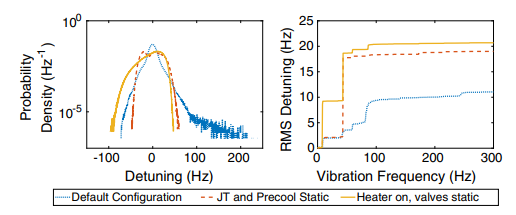 10^0
10^-5
Probability
Density (Hz^-1)
-100 0 100 200
Detuning (Hz)
25
20
15
10
5
0
RMS Detuning (Hz)
0 100 200 300
Vibration Frequency (Hz)
Default Configuration JT and Precool Static Heater on, valves static